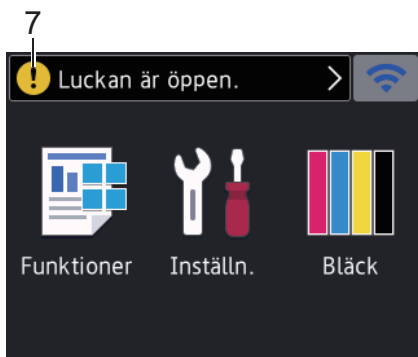 7
Luckan är öppen.
Funktioner Inställn. Bläck